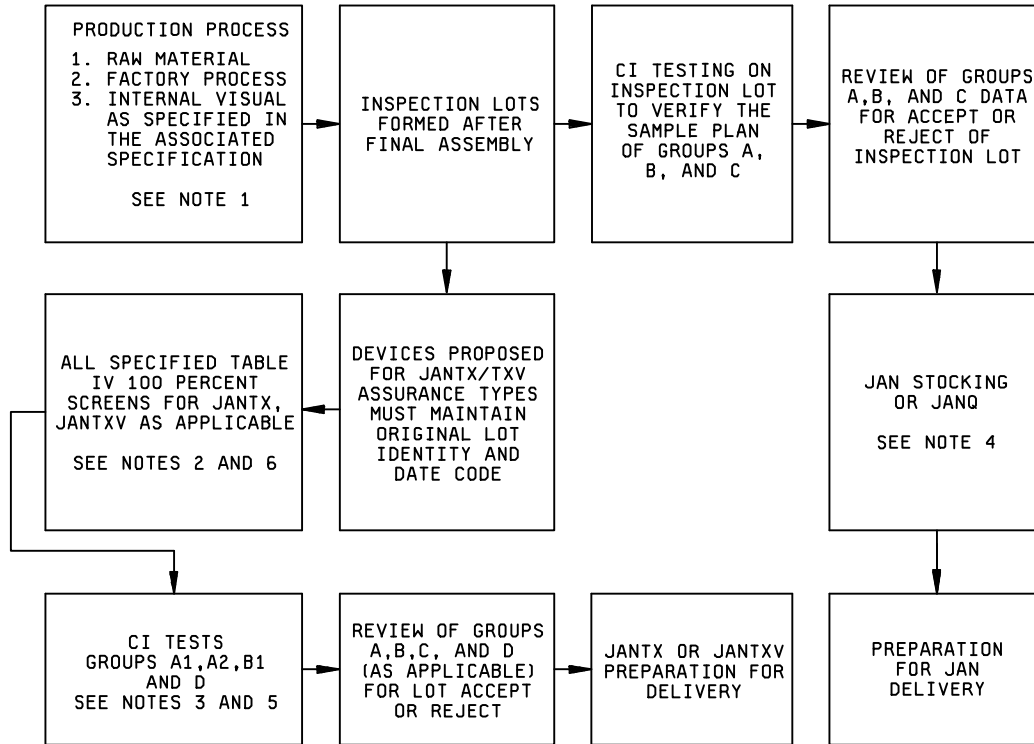 PRODUCTION PROCESS
1. RAW MATERIAL
2. FACTORY PROCESS
3. INTERNAL VISUAL
AS SPECIFIED IN
THE ASSOCIATED
SPECIFICATION
SEE NOTE 1
INSPECTION LOTS
FORMED AFTER
FINAL ASSEMBLY
CI TESTING ON
INSPECTION LOT
TO VERIFY THE
SAMPLE PLAN
OF GROUPS A,
B, AND C
REVIEW OF GROUPS
A,B, AND C DATA
FOR ACCEPT OR
REJECT OF
INSPECTION LOT
ALL SPECIFIED TABLE
IV 100 PERCENT
SCREENS FOR JANTX,
JANTXV AS APPLICABLE
SEE NOTES 2 AND 6
DEVICES PROPOSED
FOR JANTX/TXV
ASSURANCE TYPES
MUST MAINTAIN
ORIGINAL LOT
IDENTITY AND
DATE CODE
JAN STOCKING
OR JANQ
SEE NOTE 4
CI TESTS
GROUPS A1,A2,B1
AND D
SEE NOTES 3 AND 5
REVIEW OF GROUPS
A,B,C, AND D
(AS APPLICABLE)
FOR LOT ACCEPT
OR REJECT
JANTX OR JANTXV
PREPARATION FOR
DELIVERY
PREPARATION
FOR JAN
DELIVERY